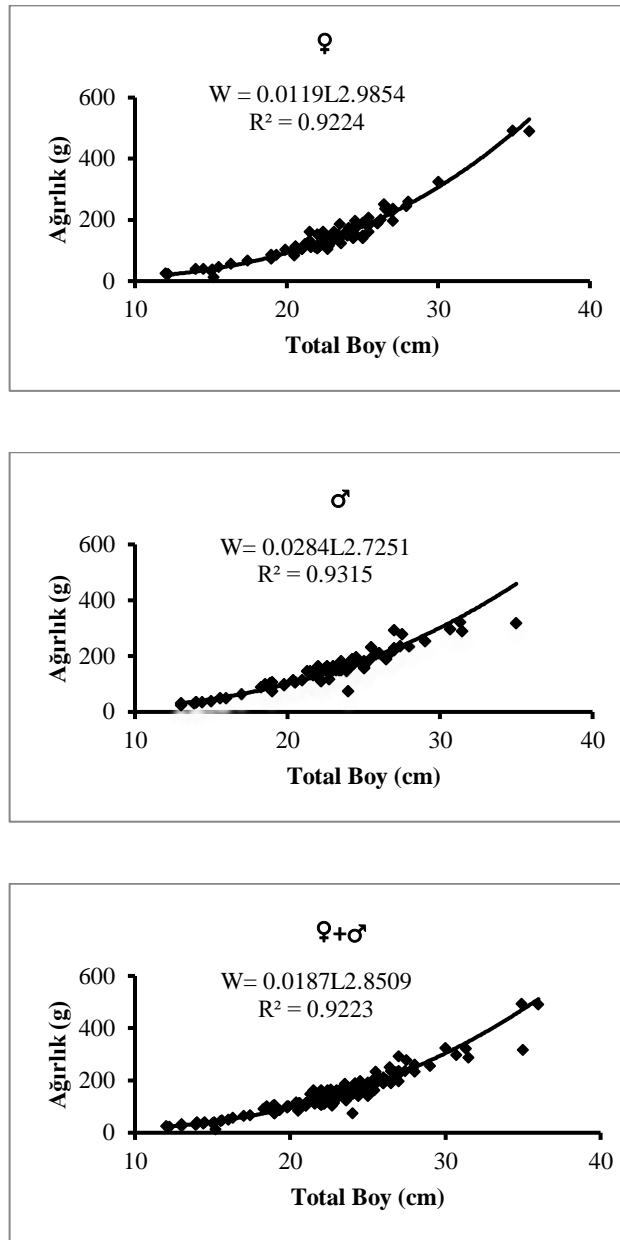 ♀
W = 0.0119L2.9854
R² = 0.9224
600
400
200
0
10 20 30 40
Ağırlık (g)
Total Boy (cm)
♂
W= 0.0284L2.7251
R² = 0.9315
600
400
200
0
10 20 30 40
Ağırlık (g)
Total Boy (cm)
♀+♂
W= 0.0187L2.8509
R² = 0.9223
600
400
200
0
10 20 30 40
Ağırlık (g)
Total Boy (cm)